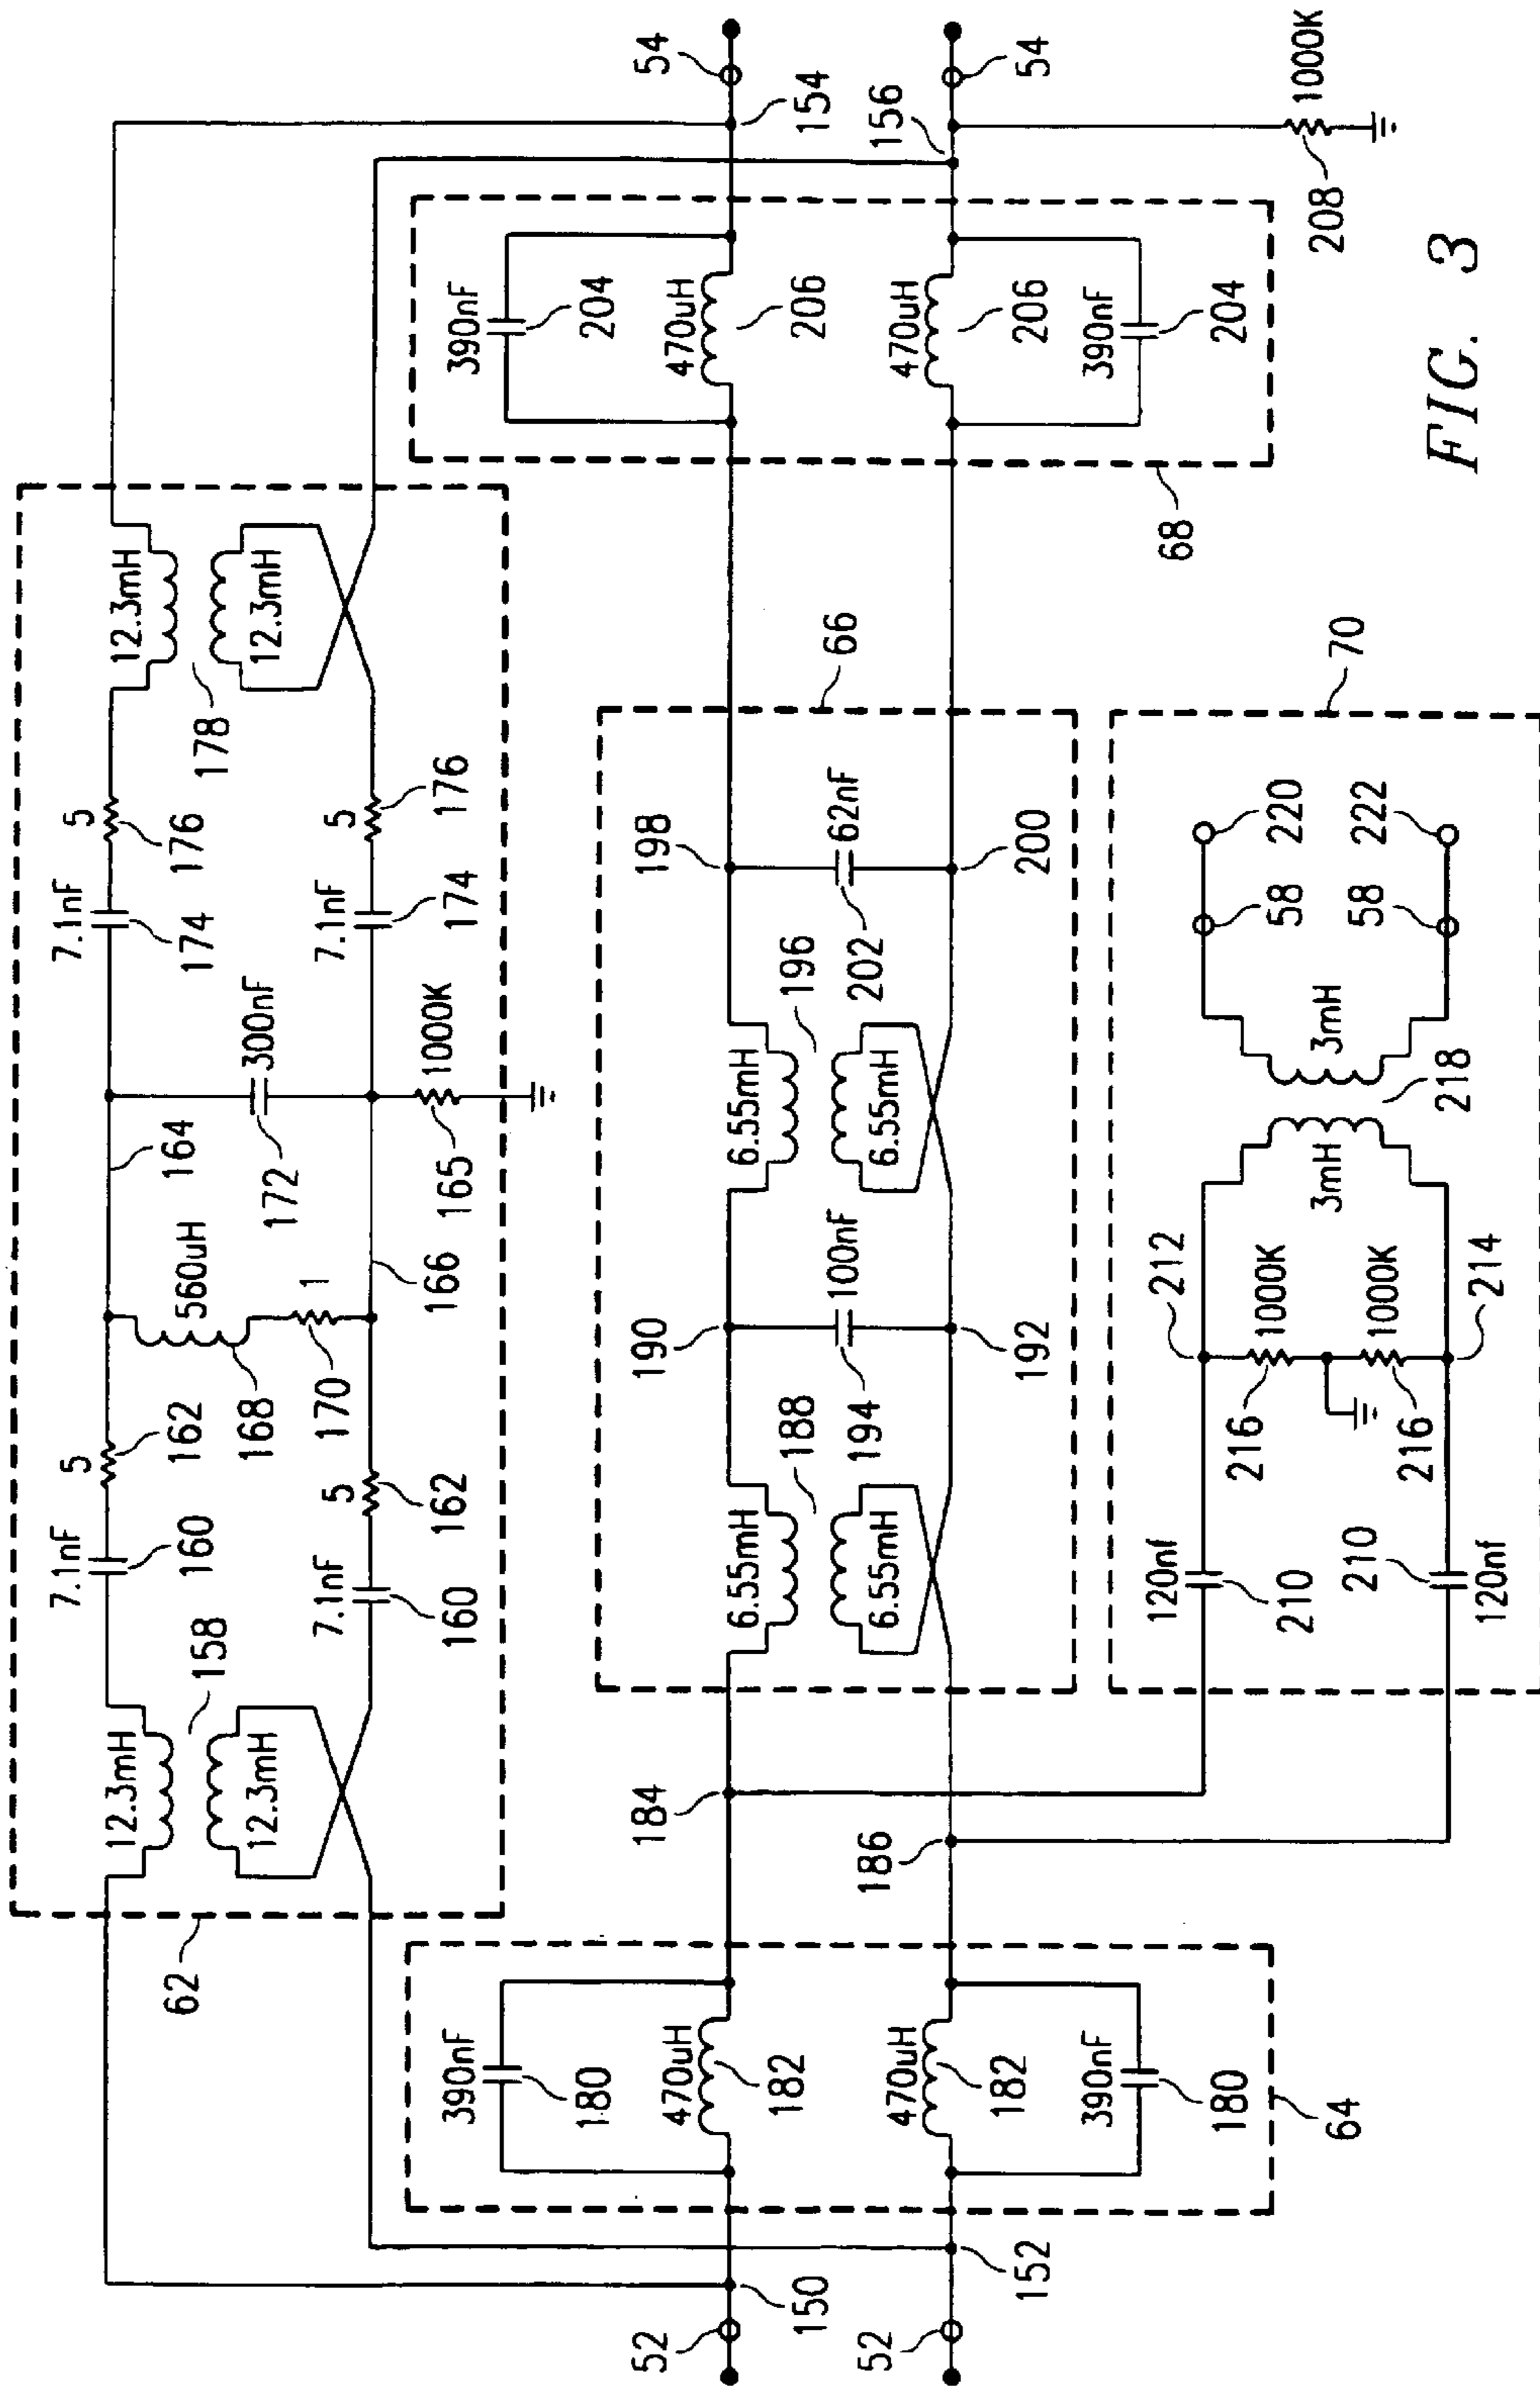 12.3mH
158
12.3mH
7.1nF
160
5
162
7.1nF
160
5
162
560uH
168
1
170
164
166
300nF
172
1000K
165
7.1nF
174
5
176
7.1nF
174
5
176
12.3mH
178
12.3mH
62
52
150
52
152
390nF
180
470uH
182
470uH
182
390nF
180
64
184
186
6.55mH
188
6.55mH
190
100nF
194
192
6.55mH
196
6.55mH
198
62nF
202
200
66
390nF
204
470uH
206
470uH
206
390nF
204
68
54
154
156
54
1000K
208
120nf
210
210
120nf
212
1000K
216
1000K
216
214
3mH
3mH
218
58
220
58
222
70
FIG. 3